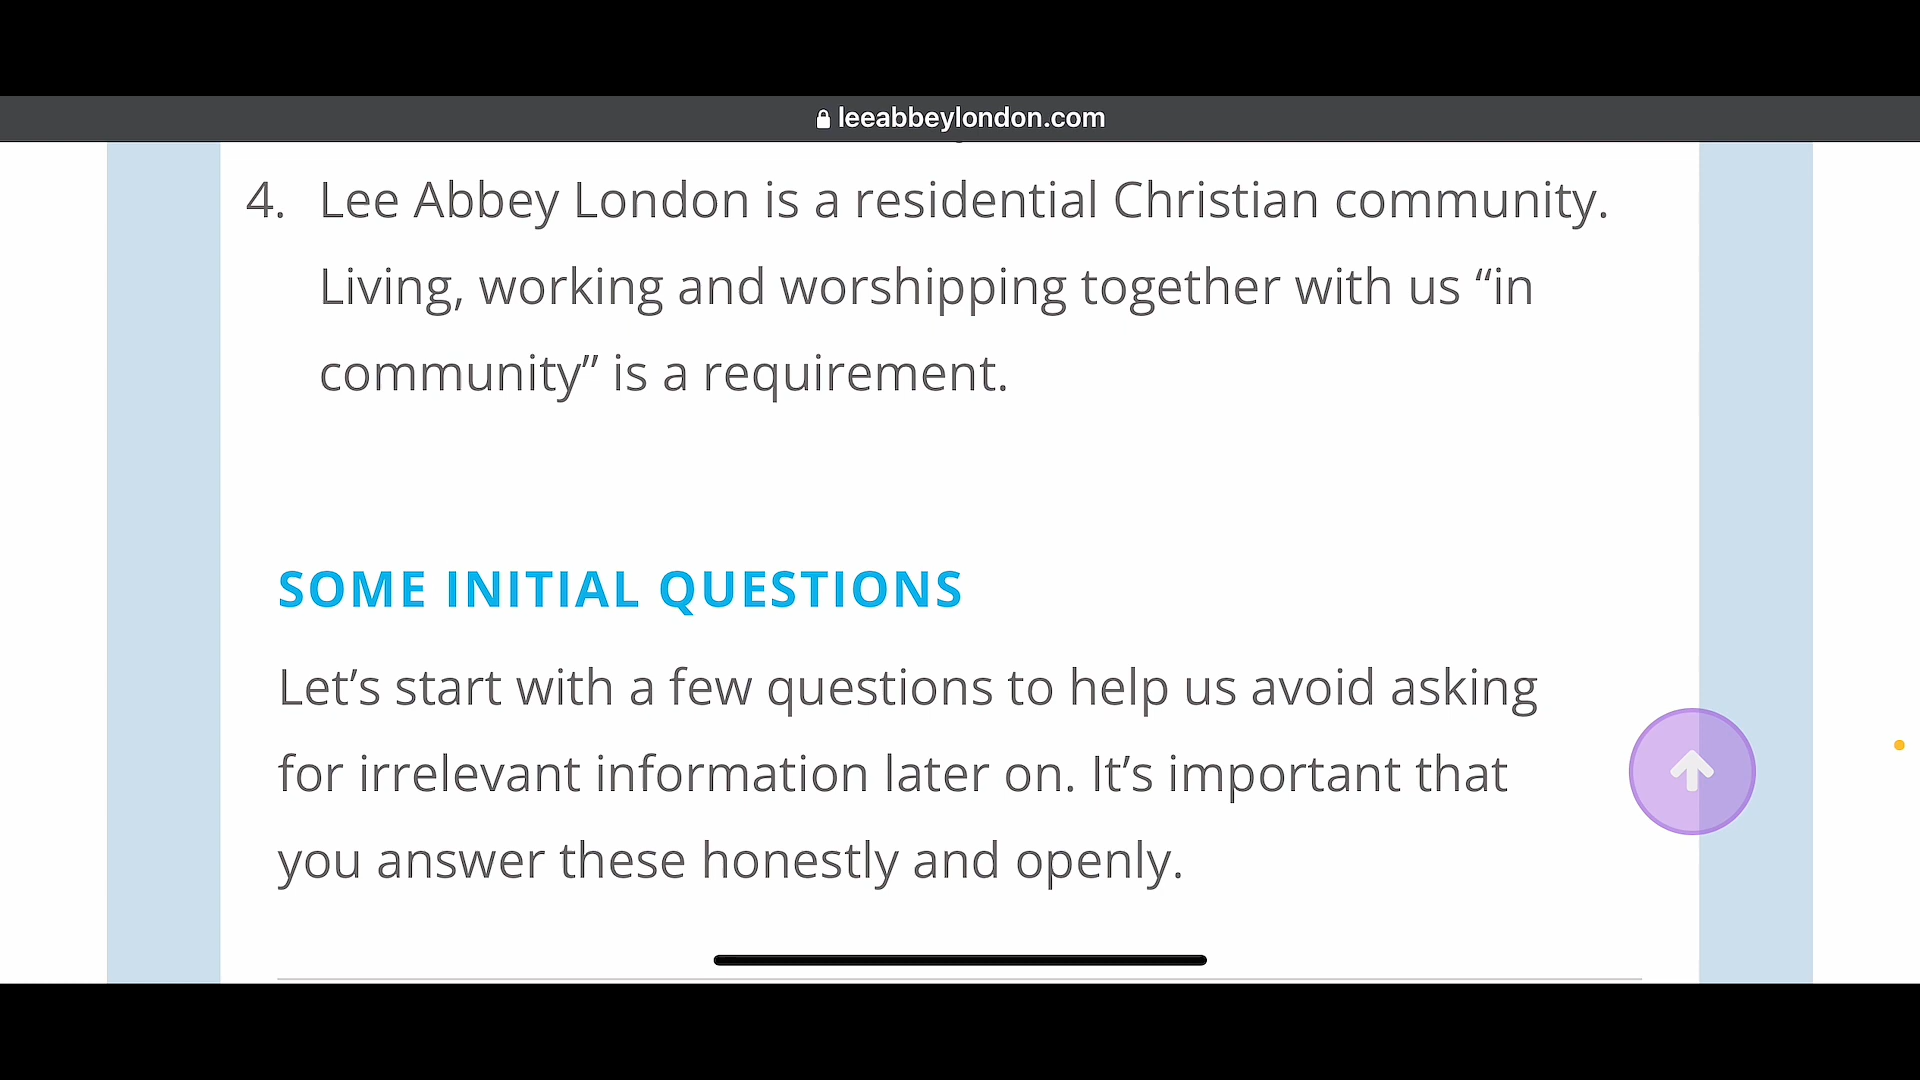 leeabbeylondon.com
4. Lee Abbey London is a residential Christian community.
Living, working and worshipping together with us “in
community” is a requirement.
SOME INITIAL QUESTIONS
Let’s start with a few questions to help us avoid asking
for irrelevant information later on. It’s important that
you answer these honestly and openly.